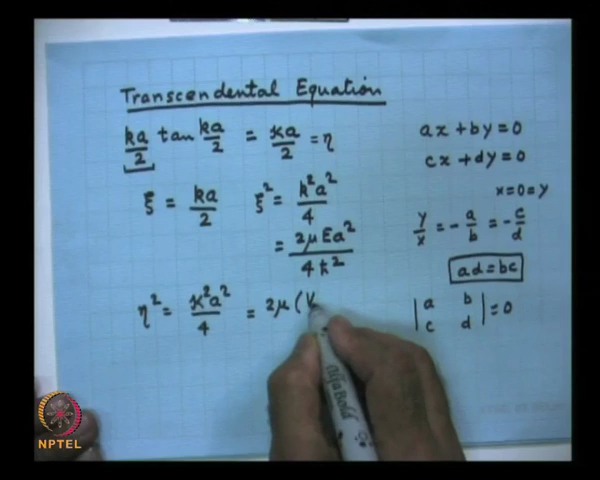 Transcendental Equation
ka/2 tan ka/2 = κa/2 = η
ξ = ka/2 ξ² = k²a²/4
= 2μEa²/4ħ²
η² = κ²a²/4 = 2μ(V
ax + by = 0
cx + dy = 0
x = 0 = y
y/x = -a/b = -c/d
ad = bc
|a b|
|c d| = 0
AlfaBold
NPTEL